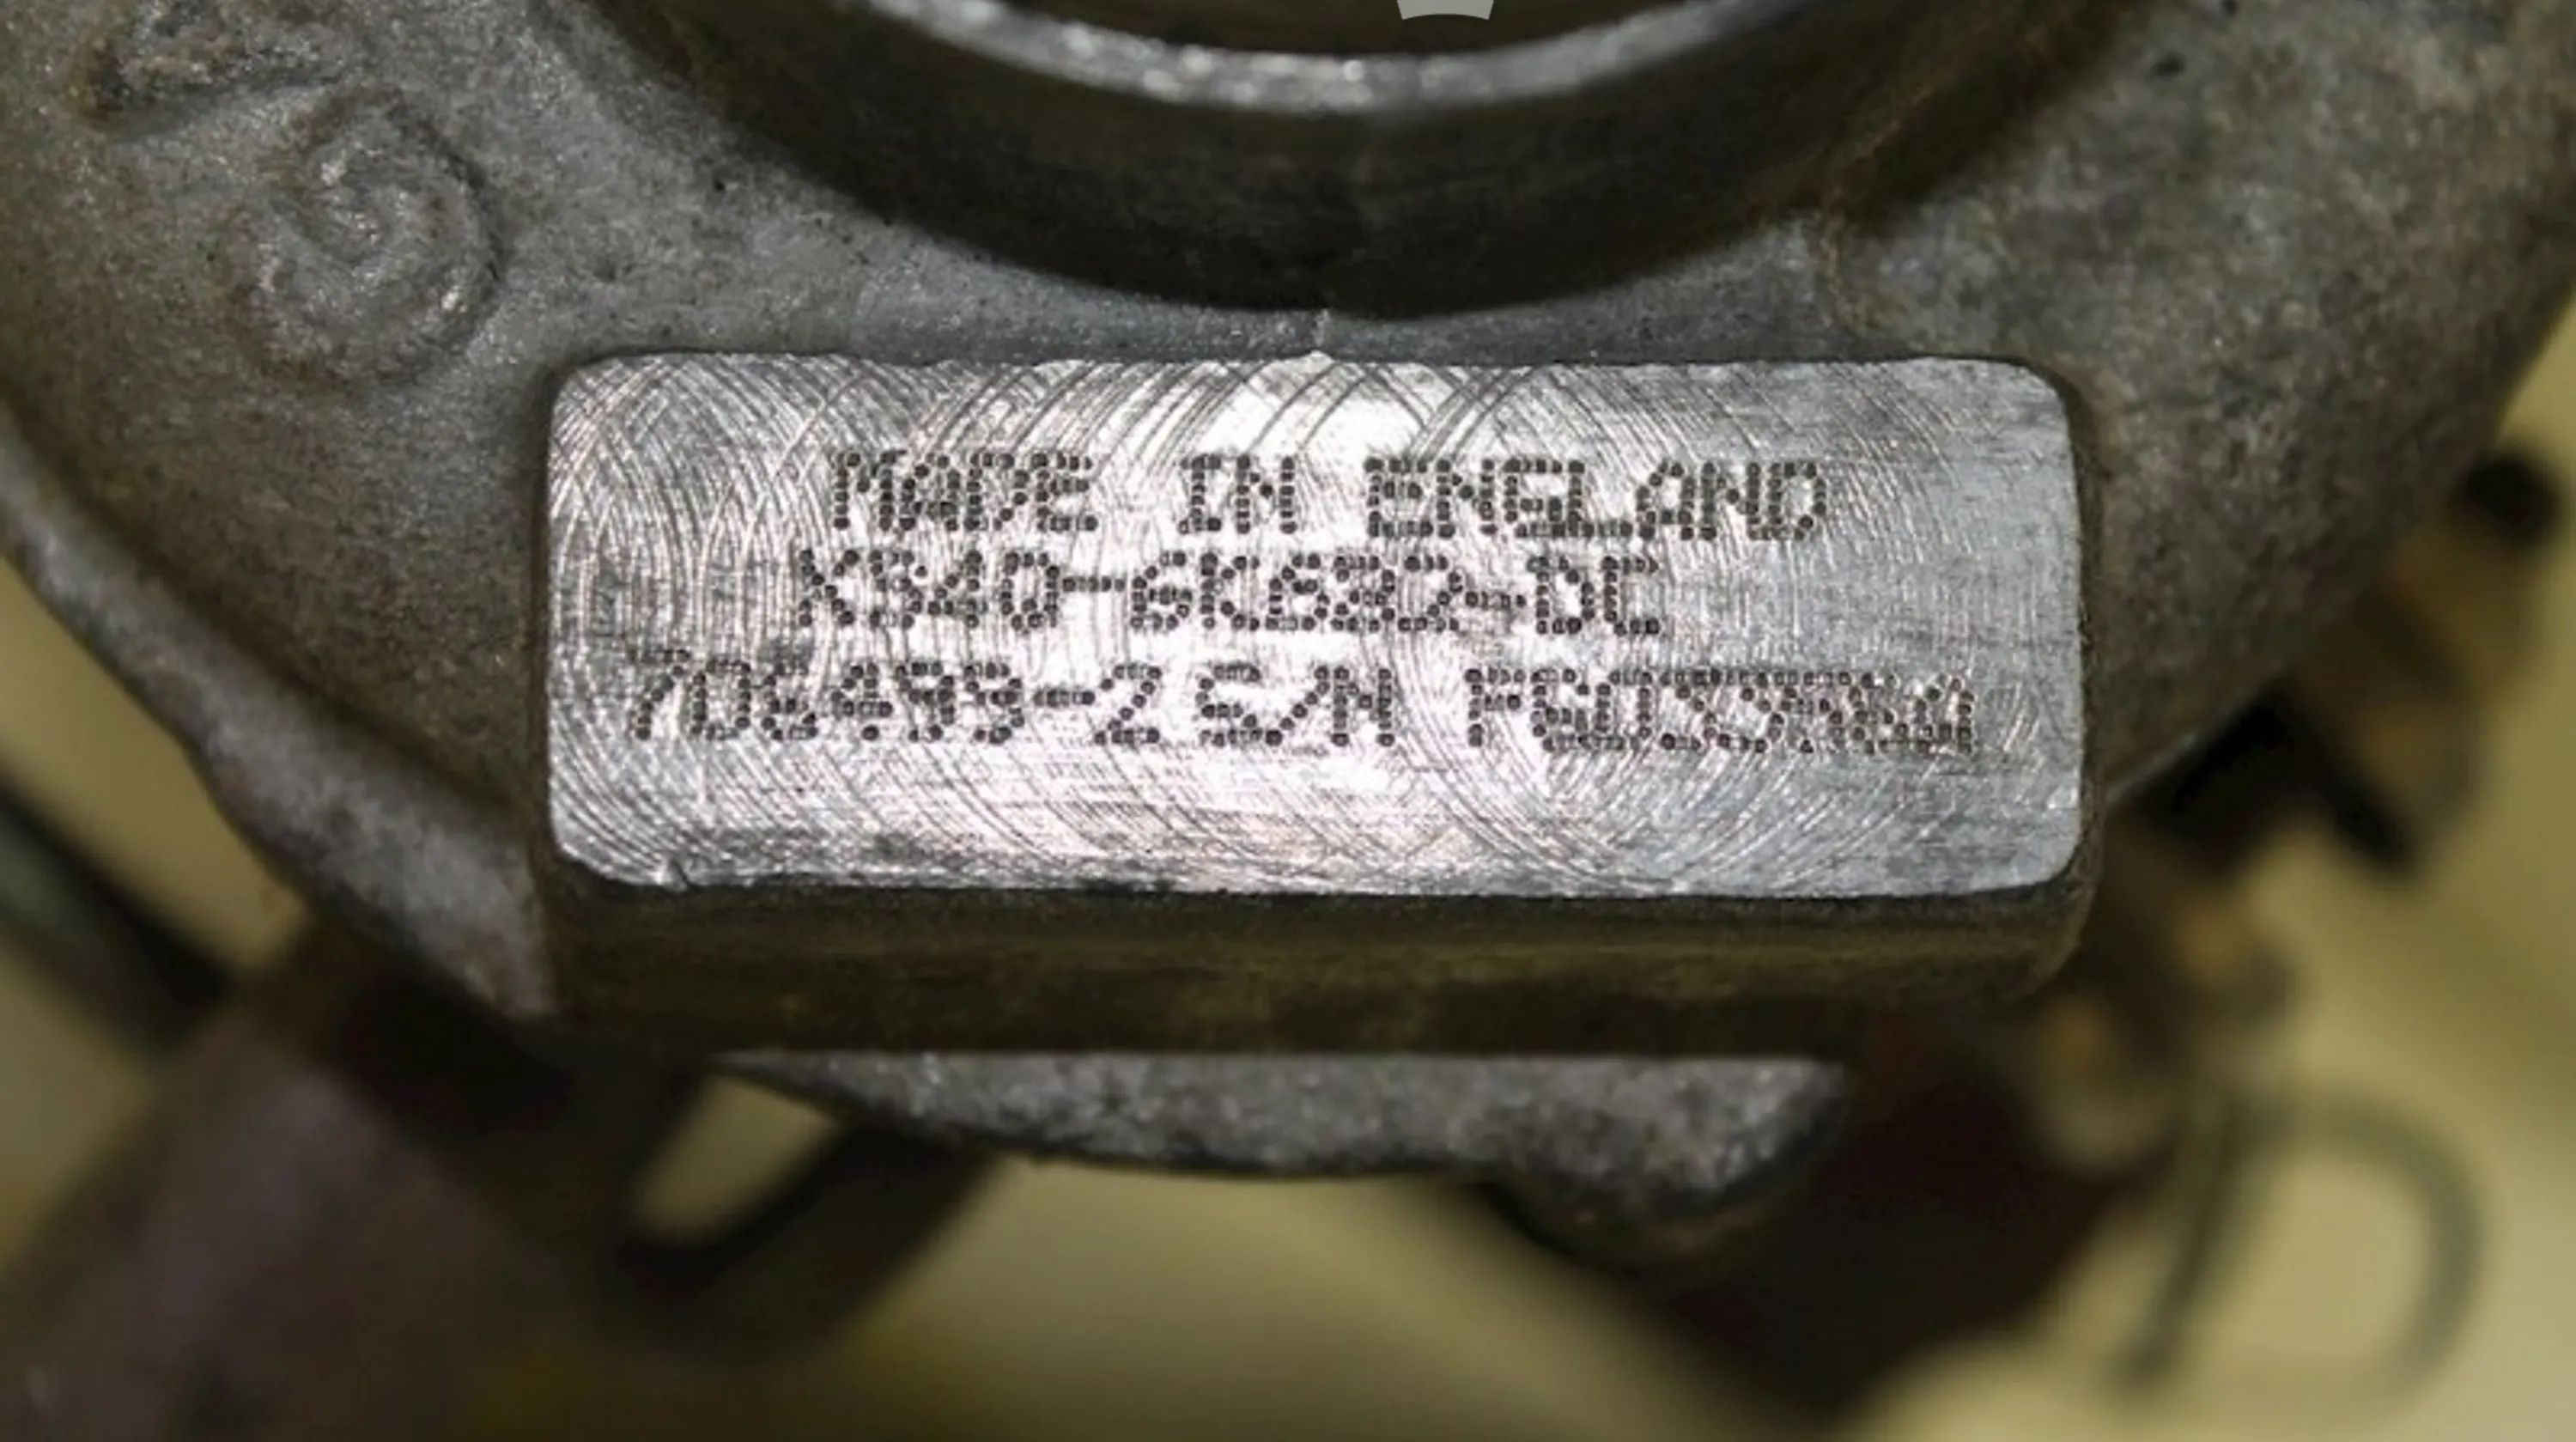 MADE IN ENGLAND
XS4Q-6K682-DC
706499-2 S/N